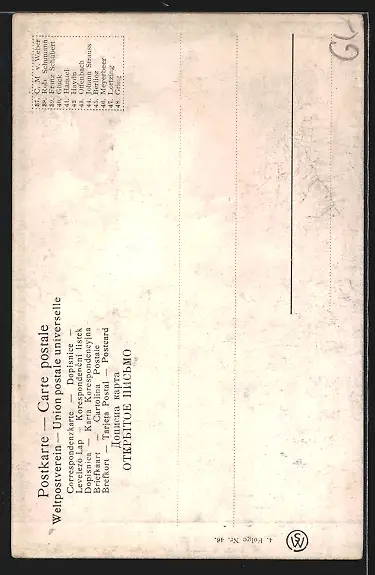 Postkarte — Carte postale
Weltpostverein — Union postale universelle
Correspondenzkarte — Dopisnice —
Levelező-Lap — Korespondenční lístek
Dopisnica — Karta Korespondencyjna
Briefkaart — Cartolina Postale
Brefkort — Tarjeta Postal — Postcard
Дописна карта
ОТКРЫТОЕ ПИСЬМО
37. C. M. v. Weber
38. Rob. Schumann
39. Franz Schubert
40. Gluck
41. Händel
42. Haydn
43. Offenbach
44. Johann Strauss
45. Berlioz
46. Meyerbeer
47. Lortzing
48. Grieg
4. Folge Nr. 46.